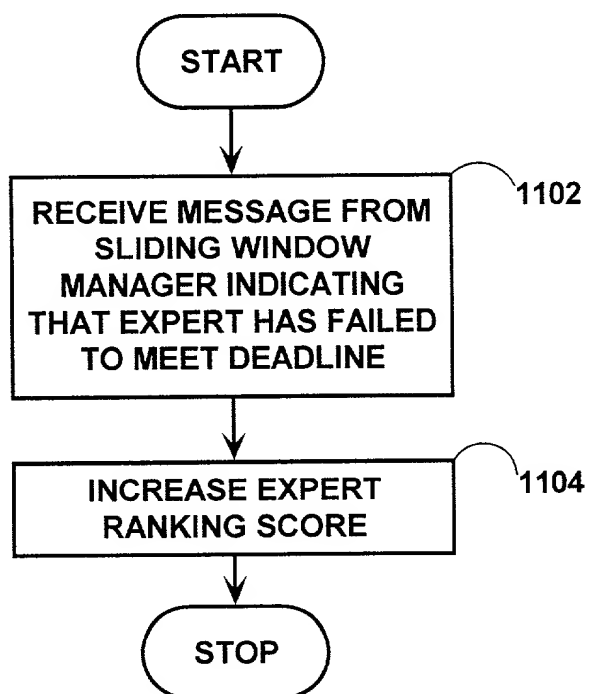 START
1102
RECEIVE MESSAGE FROM
SLIDING WINDOW
MANAGER INDICATING
THAT EXPERT HAS FAILED
TO MEET DEADLINE
1104
INCREASE EXPERT
RANKING SCORE
STOP